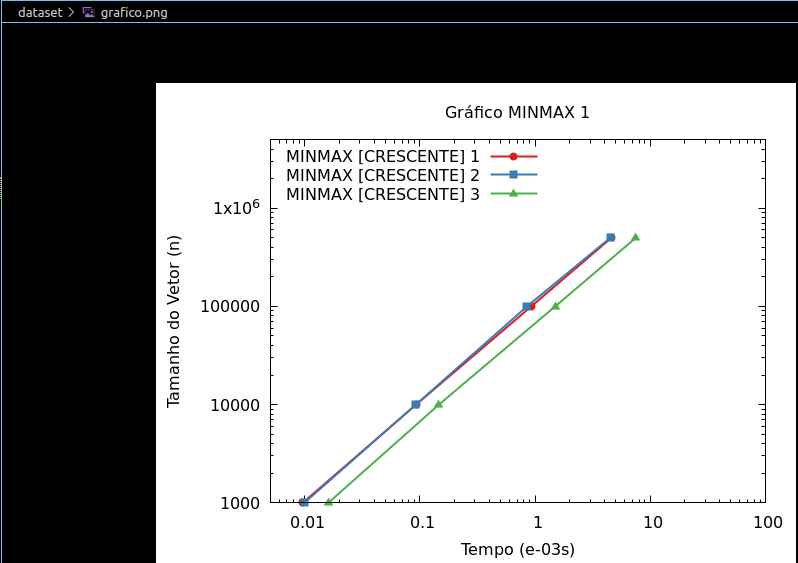 dataset > grafico.png
Gráfico MINMAX 1
MINMAX [CRESCENTE] 1
MINMAX [CRESCENTE] 2
MINMAX [CRESCENTE] 3
Tamanho do Vetor (n)
1x10⁶
100000
10000
1000
0.01 0.1 1 10 100
Tempo (e-03s)